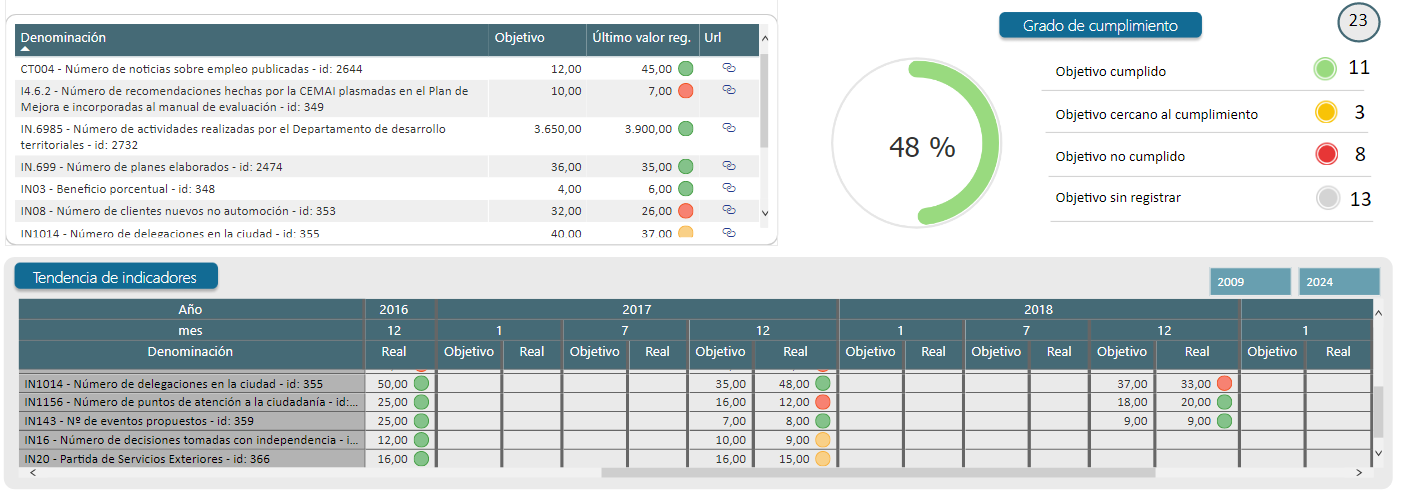 Denominación Objetivo Último valor reg. Url
CT004 - Número de noticias sobre empleo publicadas - id: 2644 12,00 45,00
I4.6.2 - Número de recomendaciones hechas por la CEMAI plasmadas en el Plan de 10,00 7,00
Mejora e incorporadas al manual de evaluación - id: 349
IN.6985 - Número de actividades realizadas por el Departamento de desarrollo 3.650,00 3.900,00
territoriales - id: 2732
IN.699 - Número de planes elaborados - id: 2474 36,00 35,00
IN03 - Beneficio porcentual - id: 348 4,00 6,00
IN08 - Número de clientes nuevos no automoción - id: 353 32,00 26,00
IN1014 - Número de delegaciones en la ciudad - id: 355 40,00 37,00
Grado de cumplimiento 23
48 %
Objetivo cumplido 11
Objetivo cercano al cumplimiento 3
Objetivo no cumplido 8
Objetivo sin registrar 13
Tendencia de indicadores
2009 2024
Año 2016 2017 2018
mes 12 1 7 12 1 7 12 1
Denominación Real Objetivo Real Objetivo Real Objetivo Real Objetivo Real Objetivo Real Objetivo Real Objetivo Real
IN1014 - Número de delegaciones en la ciudad - id: 355 50,00 35,00 48,00 37,00 33,00
IN1156 - Número de puntos de atención a la ciudadanía - id:... 25,00 16,00 12,00 18,00 20,00
IN143 - Nº de eventos propuestos - id: 359 25,00 7,00 8,00 9,00 9,00
IN16 - Número de decisiones tomadas con independencia - i... 12,00 10,00 9,00
IN20 - Partida de Servicios Exteriores - id: 366 16,00 16,00 15,00